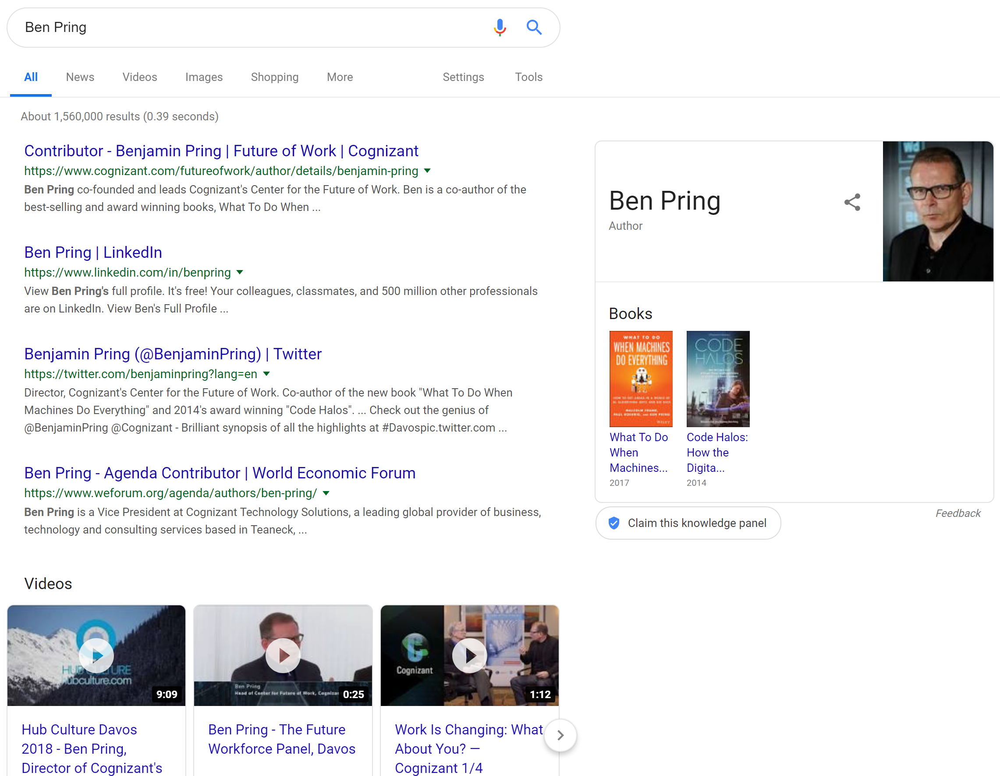 Ben Pring
All News Videos Images Shopping More Settings Tools
About 1,560,000 results (0.39 seconds)
Contributor - Benjamin Pring | Future of Work | Cognizant
https://www.cognizant.com/futureofwork/author/details/benjamin-pring
Ben Pring co-founded and leads Cognizant's Center for the Future of Work. Ben is a co-author of the
best-selling and award winning books, What To Do When ...
Ben Pring | LinkedIn
https://www.linkedin.com/in/benpring
View Ben Pring's full profile. It's free! Your colleagues, classmates, and 500 million other professionals
are on LinkedIn. View Ben's Full Profile ...
Benjamin Pring (@BenjaminPring) | Twitter
https://twitter.com/benjaminpring?lang=en
Director, Cognizant's Center for the Future of Work. Co-author of the new book "What To Do When
Machines Do Everything" and 2014's award winning "Code Halos". ... Check out the genius of
@BenjaminPring @Cognizant - Brilliant synopsis of all the highlights at #Davospic.twitter.com ...
Ben Pring - Agenda Contributor | World Economic Forum
https://www.weforum.org/agenda/authors/ben-pring/
Ben Pring is a Vice President at Cognizant Technology Solutions, a leading global provider of business,
technology and consulting services based in Teaneck, ...
Videos
HUB CULTURE
hubculture.com
9:09
Hub Culture Davos
2018 - Ben Pring,
Director of Cognizant's
Ben Pring
Head of Center for Future of Work, Cognizan
0:25
Ben Pring - The Future
Workforce Panel, Davos
Cognizant
1:12
Work Is Changing: What
About You? —
Cognizant 1/4
Ben Pring
Author
Books
WHAT TO DO
WHEN MACHINES
DO EVERYTHING
MALCOLM FRANK,
PAUL ROEHRIG, AND BEN PRING
WILEY
What To Do
When
Machines...
2017
CODE
HALOS
Code Halos:
How the
Digita...
2014
Claim this knowledge panel
Feedback